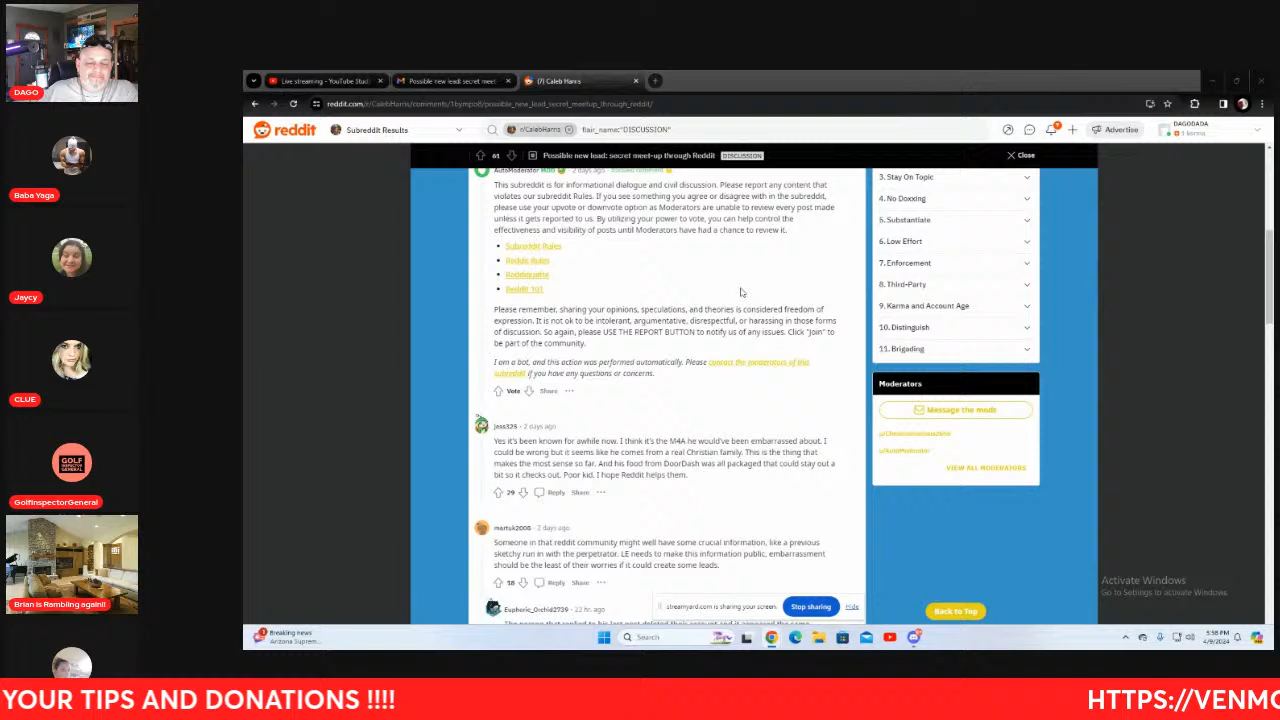 DAGO
Baba Yaga
Jaycy
CLUE
GOLF
INSPECTOR
GENERAL
GolfInspectorGeneral
Brian is Rambling again!!
Live streaming - YouTube Studi
Possible new lead: secret meet
(7) Caleb Harris
reddit.com/r/CalebHarris/comments/1bympo6/possible_new_lead_secret_meetup_through_reddit/
reddit
Subreddit Results
r/CalebHarris
flair_name:"DISCUSSION"
Advertise
DAGODADA
1 karma
61
Possible new lead: secret meet-up through Reddit
DISCUSSION
Close
AutoModerator MOD 2 days ago
This subreddit is for informational dialogue and civil discussion. Please report any content that
violates our subreddit Rules. If you see something you agree or disagree with in the subreddit,
please use your upvote or downvote option as Moderators are unable to review every post made
unless it gets reported to us. By utilizing your power to vote, you can help control the
effectiveness and visibility of posts until Moderators have had a chance to review it.
Subreddit Rules
Reddit Rules
Reddiquette
Reddit 101
Please remember, sharing your opinions, speculations, and theories is considered freedom of
expression. It is not ok to be intolerant, argumentative, disrespectful, or harassing in those forms
of discussion. So again, please USE THE REPORT BUTTON to notify us of any issues. Click "Join" to
be part of the community.
I am a bot, and this action was performed automatically. Please contact the moderators of this
subreddit if you have any questions or concerns.
Vote Share
Jess325 · 2 days ago
Yes it's been known for awhile now. I think it's the M4A he would've been embarrassed about. I
could be wrong but it seems like he comes from a real Christian family. This is the thing that
makes the most sense so far. And his food from DoorDash was all packaged that could stay out a
bit so it checks out. Poor kid. I hope Reddit helps them.
29 Reply Share
martuk2006 · 2 days ago
Someone in that reddit community might well have some crucial information, like a previous
sketchy run in with the perpetrator. LE needs to make this information public, embarrassment
should be the least of their worries if it could create some leads.
18 Reply Share
Euphoric_Orchid2739 · 22 hr. ago
3. Stay On Topic
4. No Doxxing
5. Substantiate
6. Low Effort
7. Enforcement
8. Third-Party
9. Karma and Account Age
10. Distinguish
11. Brigading
Moderators
Message the mods
u/AutoModerator
VIEW ALL MODERATORS
Back to Top
Activate Windows
Go to Settings to activate Windows.
streamyard.com is sharing your screen.
Stop sharing
Hide
Breaking news
Arizona Suprem...
Search
3:58 PM
4/9/2024
YOUR TIPS AND DONATIONS !!!!
HTTPS://VENMO